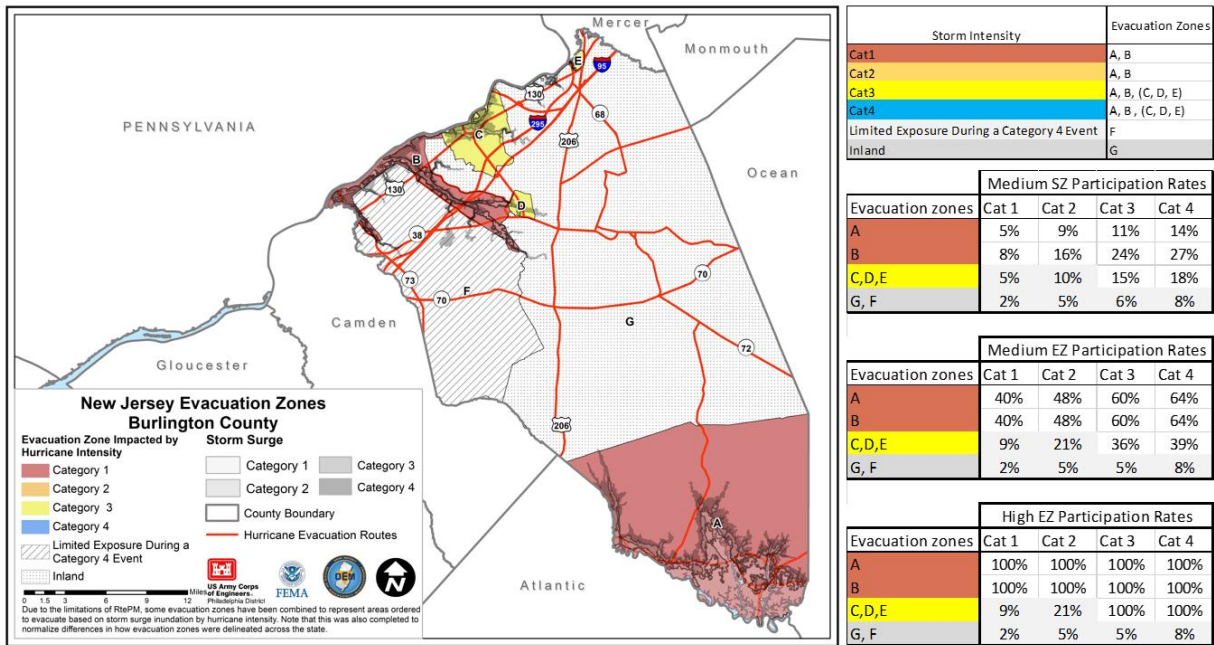 Mercer
Monmouth
E
95
130
68
PENNSYLVANIA
295
C
206
B
Ocean
130
D
38
70
73
F
70
G
Camden
72
Gloucester
206
A
Atlantic
New Jersey Evacuation Zones
Burlington County
Evacuation Zone Impacted by
Hurricane Intensity
Category 1
Category 2
Category 3
Category 4
Limited Exposure During a
Category 4 Event
Inland
Storm Surge
Category 1
Category 3
Category 2
Category 4
County Boundary
Hurricane Evacuation Routes
US Army Corps
of Engineers
Philadelphia District
FEMA
OEM
N
0 1.5 3 6 9 12 Miles
Due to the limitations of RtePM, some evacuation zones have been combined to represent areas ordered
to evacuate based on storm surge inundation by hurricane intensity. Note that this was also completed to
normalize differences in how evacuation zones were delineated across the state.
Storm Intensity Evacuation Zones
Cat1 A, B
Cat2 A, B
Cat3 A, B, (C, D, E)
Cat4 A, B , (C, D, E)
Limited Exposure During a Category 4 Event F
Inland G
Medium SZ Participation Rates
Evacuation zones Cat 1 Cat 2 Cat 3 Cat 4
A 5% 9% 11% 14%
B 8% 16% 24% 27%
C,D,E 5% 10% 15% 18%
G, F 2% 5% 6% 8%
Medium EZ Participation Rates
Evacuation zones Cat 1 Cat 2 Cat 3 Cat 4
A 40% 48% 60% 64%
B 40% 48% 60% 64%
C,D,E 9% 21% 36% 39%
G, F 2% 5% 5% 8%
High EZ Participation Rates
Evacuation zones Cat 1 Cat 2 Cat 3 Cat 4
A 100% 100% 100% 100%
B 100% 100% 100% 100%
C,D,E 9% 21% 100% 100%
G, F 2% 5% 5% 8%